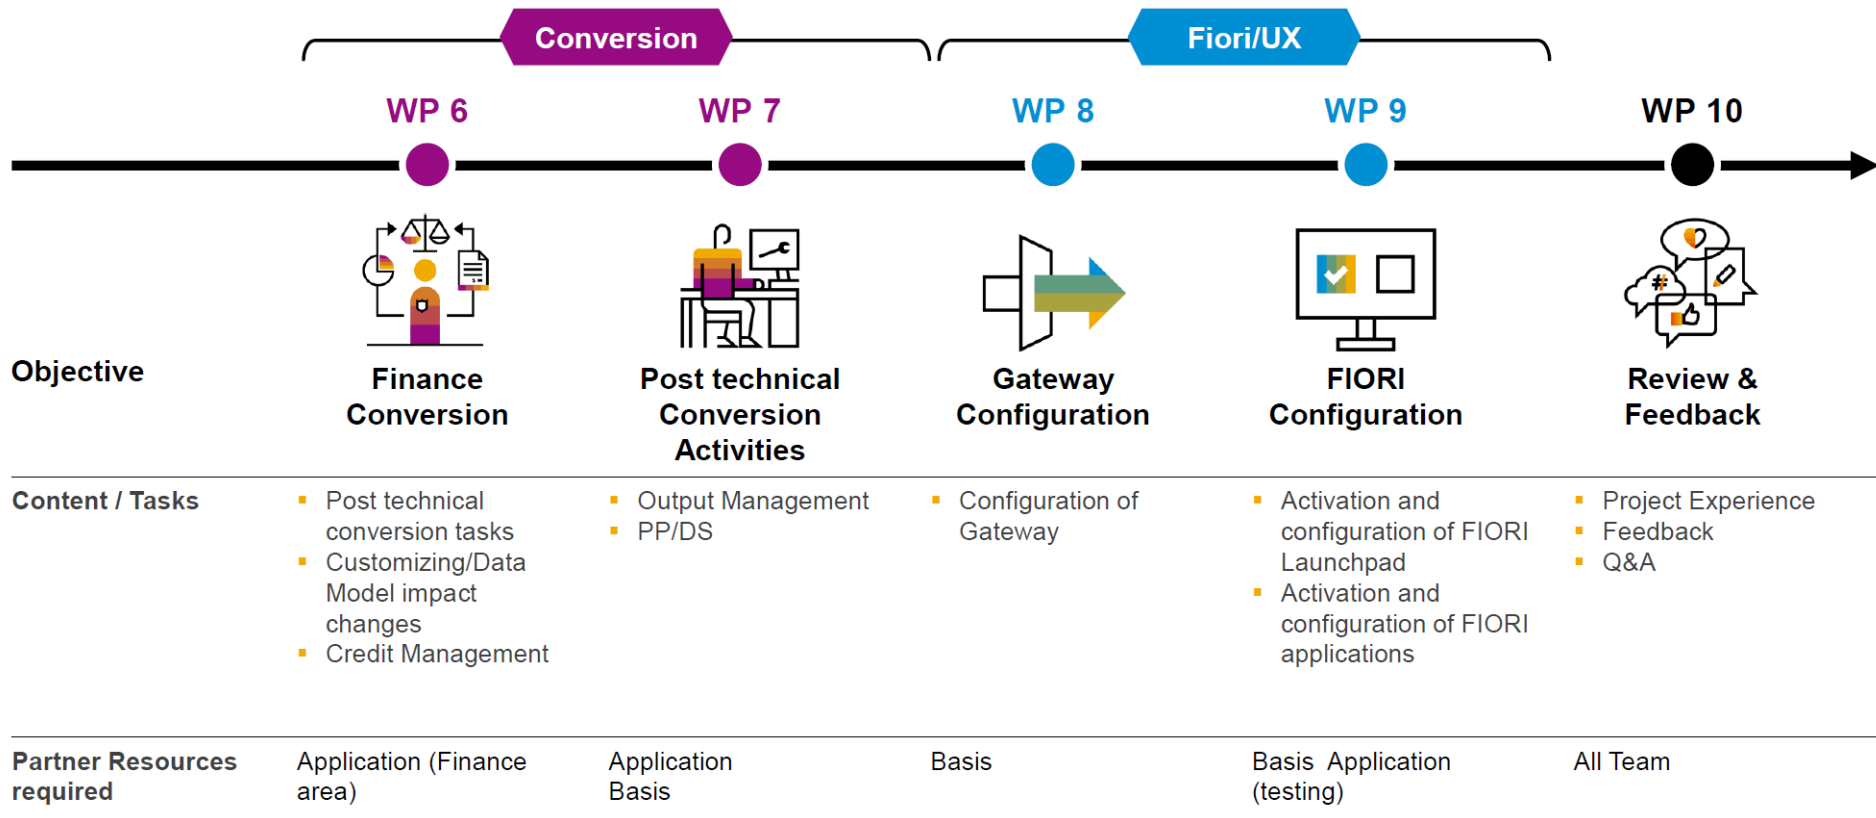 Conversion
Fiori/UX
WP 6
WP 7
WP 8
WP 9
WP 10
Objective
Finance
Conversion
Post technical
Conversion
Activities
Gateway
Configuration
FIORI
Configuration
Review &
Feedback
Content / Tasks
Post technical
conversion tasks
Customizing/Data
Model impact
changes
Credit Management
Output Management
PP/DS
Configuration of
Gateway
Activation and
configuration of FIORI
Launchpad
Activation and
configuration of FIORI
applications
Project Experience
Feedback
Q&A
Partner Resources
required
Application (Finance
area)
Application
Basis
Basis
Basis  Application
(testing)
All Team